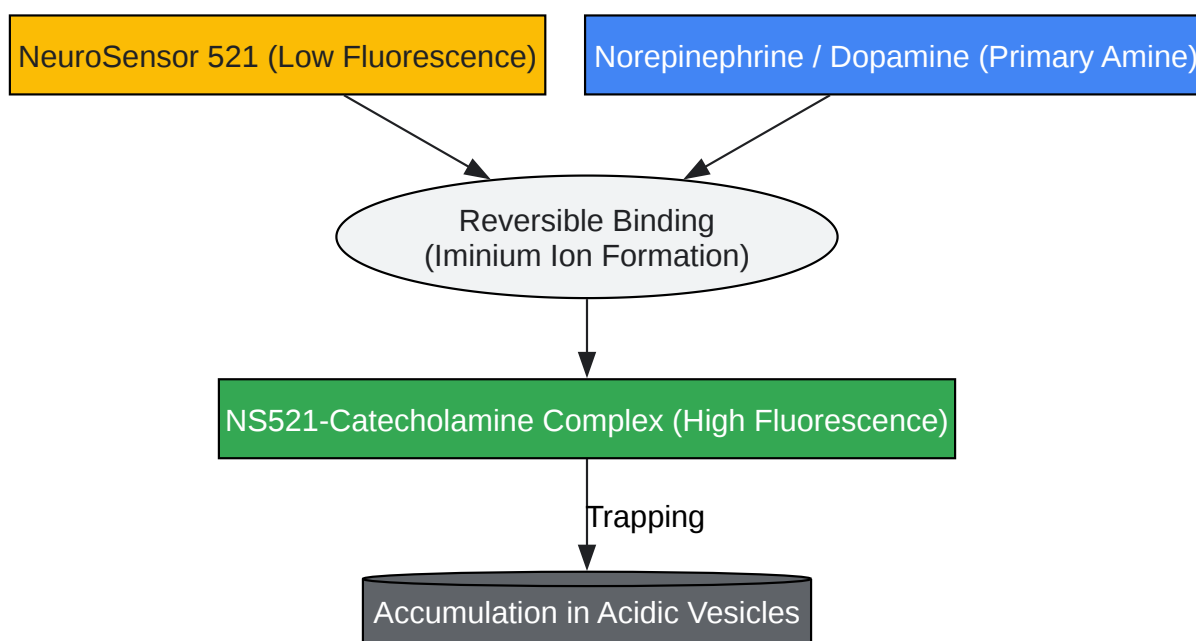 NeuroSensor 521 (Low Fluorescence)
Norepinephrine / Dopamine (Primary Amine)
Reversible Binding
(Iminium Ion Formation)
NS521-Catecholamine Complex (High Fluorescence)
Trapping
Accumulation in Acidic Vesicles